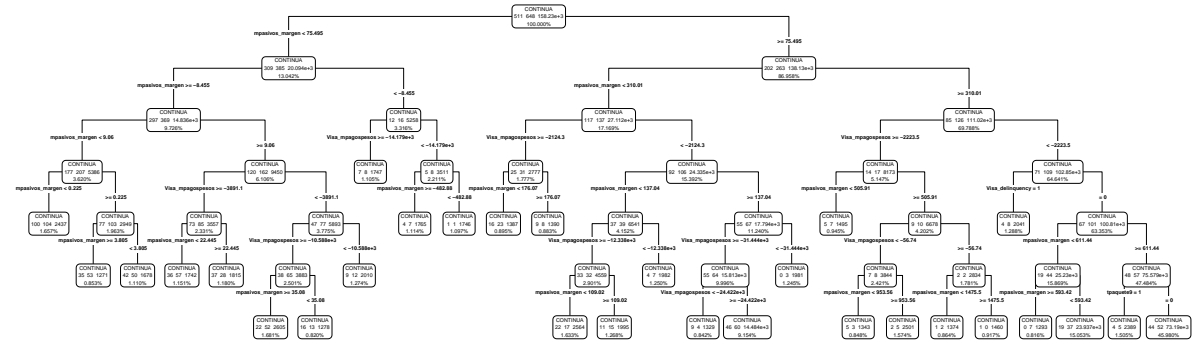 CONTINUA
511 648 159.23e+3
100.000%
mpasivos_margen < 75.495
>= 75.495
CONTINUA
309 385 20.094e+3
13.042%
CONTINUA
202 263 138.13e+3
86.958%
mpasivos_margen >= −8.455
< −8.455
mpasivos_margen < 310.01
>= 310.01
CONTINUA
297 369 14.836e+3
9.726%
CONTINUA
12 16 5258
3.316%
CONTINUA
117 137 27.112e+3
17.169%
CONTINUA
85 126 111.02e+3
69.788%
mpasivos_margen < 9.06
>= 9.06
Visa_mpagospesos >= −14.179e+3
< −14.179e+3
Visa_mpagospesos >= −2124.3
< −2124.3
Visa_mpagospesos >= −2223.5
< −2223.5
CONTINUA
177 207 5386
3.620%
CONTINUA
120 162 9450
6.106%
CONTINUA
7 8 1747
1.105%
CONTINUA
5 8 3511
2.211%
CONTINUA
25 31 2777
1.777%
CONTINUA
92 106 24.335e+3
15.392%
CONTINUA
14 17 8173
5.147%
CONTINUA
71 109 102.85e+3
64.641%
mpasivos_margen < 0.225
>= 0.225
Visa_mpagospesos >= −3891.1
< −3891.1
mpasivos_margen >= −482.88
< −482.88
mpasivos_margen < 176.07
>= 176.07
mpasivos_margen < 137.04
>= 137.04
mpasivos_margen < 505.91
>= 505.91
Visa_delinquency = 1
= 0
CONTINUA
100 104 2437
1.657%
CONTINUA
77 103 2949
1.963%
CONTINUA
73 85 3557
2.331%
CONTINUA
47 77 5893
3.775%
CONTINUA
4 7 1765
1.114%
CONTINUA
1 1 1746
1.097%
CONTINUA
16 23 1387
0.895%
CONTINUA
9 8 1390
0.883%
CONTINUA
37 39 6541
4.152%
CONTINUA
55 67 17.794e+3
11.240%
CONTINUA
5 7 1495
0.945%
CONTINUA
9 10 6678
4.202%
CONTINUA
4 8 2041
1.288%
CONTINUA
67 101 100.81e+3
63.353%
mpasivos_margen >= 3.805
< 3.805
mpasivos_margen < 22.445
>= 22.445
Visa_mpagospesos >= −10.588e+3
< −10.588e+3
Visa_mpagospesos >= −12.338e+3
< −12.338e+3
Visa_mpagospesos >= −31.444e+3
< −31.444e+3
Visa_mpagospesos < −56.74
>= −56.74
mpasivos_margen < 611.44
>= 611.44
CONTINUA
35 53 1271
0.853%
CONTINUA
42 50 1678
1.110%
CONTINUA
36 57 1742
1.151%
CONTINUA
37 28 1815
1.180%
CONTINUA
38 65 3883
2.501%
CONTINUA
9 12 2010
1.274%
CONTINUA
33 32 4559
2.901%
CONTINUA
4 7 1982
1.250%
CONTINUA
55 64 15.813e+3
9.996%
CONTINUA
0 3 1981
1.245%
CONTINUA
7 8 3844
2.421%
CONTINUA
2 2 2834
1.781%
CONTINUA
19 44 25.23e+3
15.869%
CONTINUA
48 57 75.579e+3
47.484%
mpasivos_margen >= 35.08
< 35.08
mpasivos_margen < 109.02
>= 109.02
Visa_mpagospesos < −24.422e+3
>= −24.422e+3
mpasivos_margen < 953.56
>= 953.56
mpasivos_margen < 1475.5
>= 1475.5
mpasivos_margen >= 593.42
< 593.42
tpaquete9 = 1
= 0
CONTINUA
22 52 2605
1.681%
CONTINUA
16 13 1278
0.820%
CONTINUA
22 17 2564
1.633%
CONTINUA
11 15 1995
1.268%
CONTINUA
9 4 1329
0.842%
CONTINUA
46 60 14.484e+3
9.154%
CONTINUA
5 3 1343
0.848%
CONTINUA
2 5 2501
1.574%
CONTINUA
1 2 1374
0.864%
CONTINUA
1 0 1460
0.917%
CONTINUA
0 7 1293
0.816%
CONTINUA
19 37 23.937e+3
15.053%
CONTINUA
4 5 2389
1.505%
CONTINUA
44 52 73.19e+3
45.980%